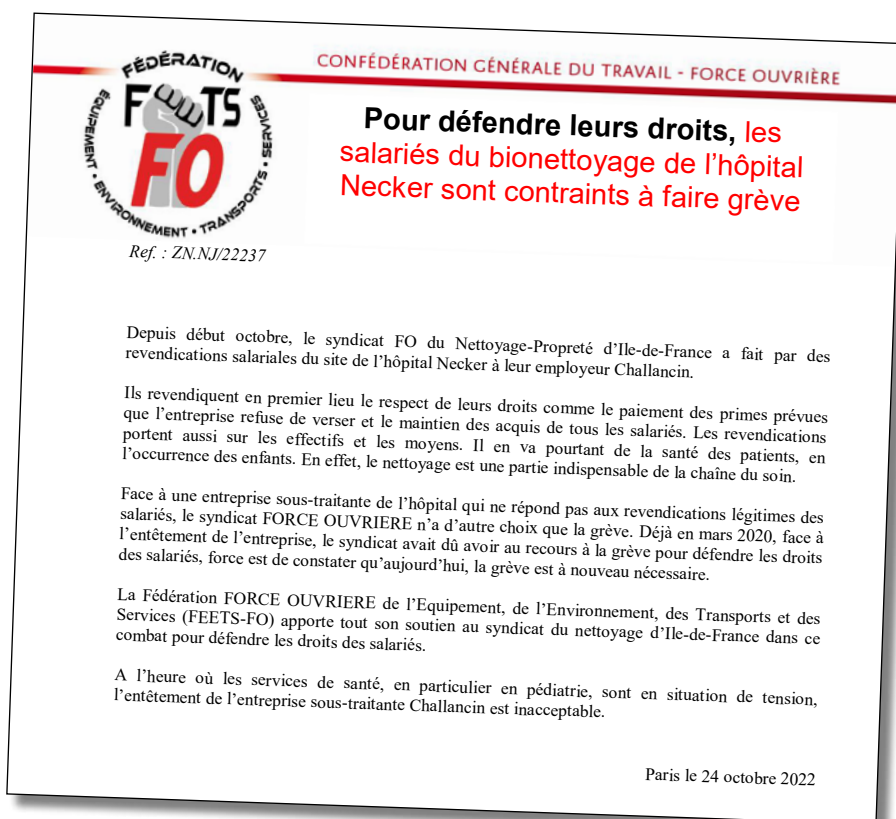 CONFÉDÉRATION GÉNÉRALE DU TRAVAIL - FORCE OUVRIÈRE
FÉDÉRATION
FEETS
FO
ÉQUIPEMENT • ENVIRONNEMENT • TRANSPORTS • SERVICES
Pour défendre leurs droits, les
salariés du bionettoyage de l’hôpital
Necker sont contraints à faire grève
Ref. : ZN.NJ/22237
Depuis début octobre, le syndicat FO du Nettoyage-Propreté d’Ile-de-France a fait par des
revendications salariales du site de l’hôpital Necker à leur employeur Challancin.
Ils revendiquent en premier lieu le respect de leurs droits comme le paiement des primes prévues
que l’entreprise refuse de verser et le maintien des acquis de tous les salariés. Les revendications
portent aussi sur les effectifs et les moyens. Il en va pourtant de la santé des patients, en
l’occurrence des enfants. En effet, le nettoyage est une partie indispensable de la chaîne du soin.
Face à une entreprise sous-traitante de l’hôpital qui ne répond pas aux revendications légitimes des
salariés, le syndicat FORCE OUVRIERE n’a d’autre choix que la grève. Déjà en mars 2020, face à
l’entêtement de l’entreprise, le syndicat avait dû avoir au recours à la grève pour défendre les droits
des salariés, force est de constater qu’aujourd’hui, la grève est à nouveau nécessaire.
La Fédération FORCE OUVRIERE de l’Equipement, de l’Environnement, des Transports et des
Services (FEETS-FO) apporte tout son soutien au syndicat du nettoyage d’Ile-de-France dans ce
combat pour défendre les droits des salariés.
A l’heure où les services de santé, en particulier en pédiatrie, sont en situation de tension,
l’entêtement de l’entreprise sous-traitante Challancin est inacceptable.
Paris le 24 octobre 2022